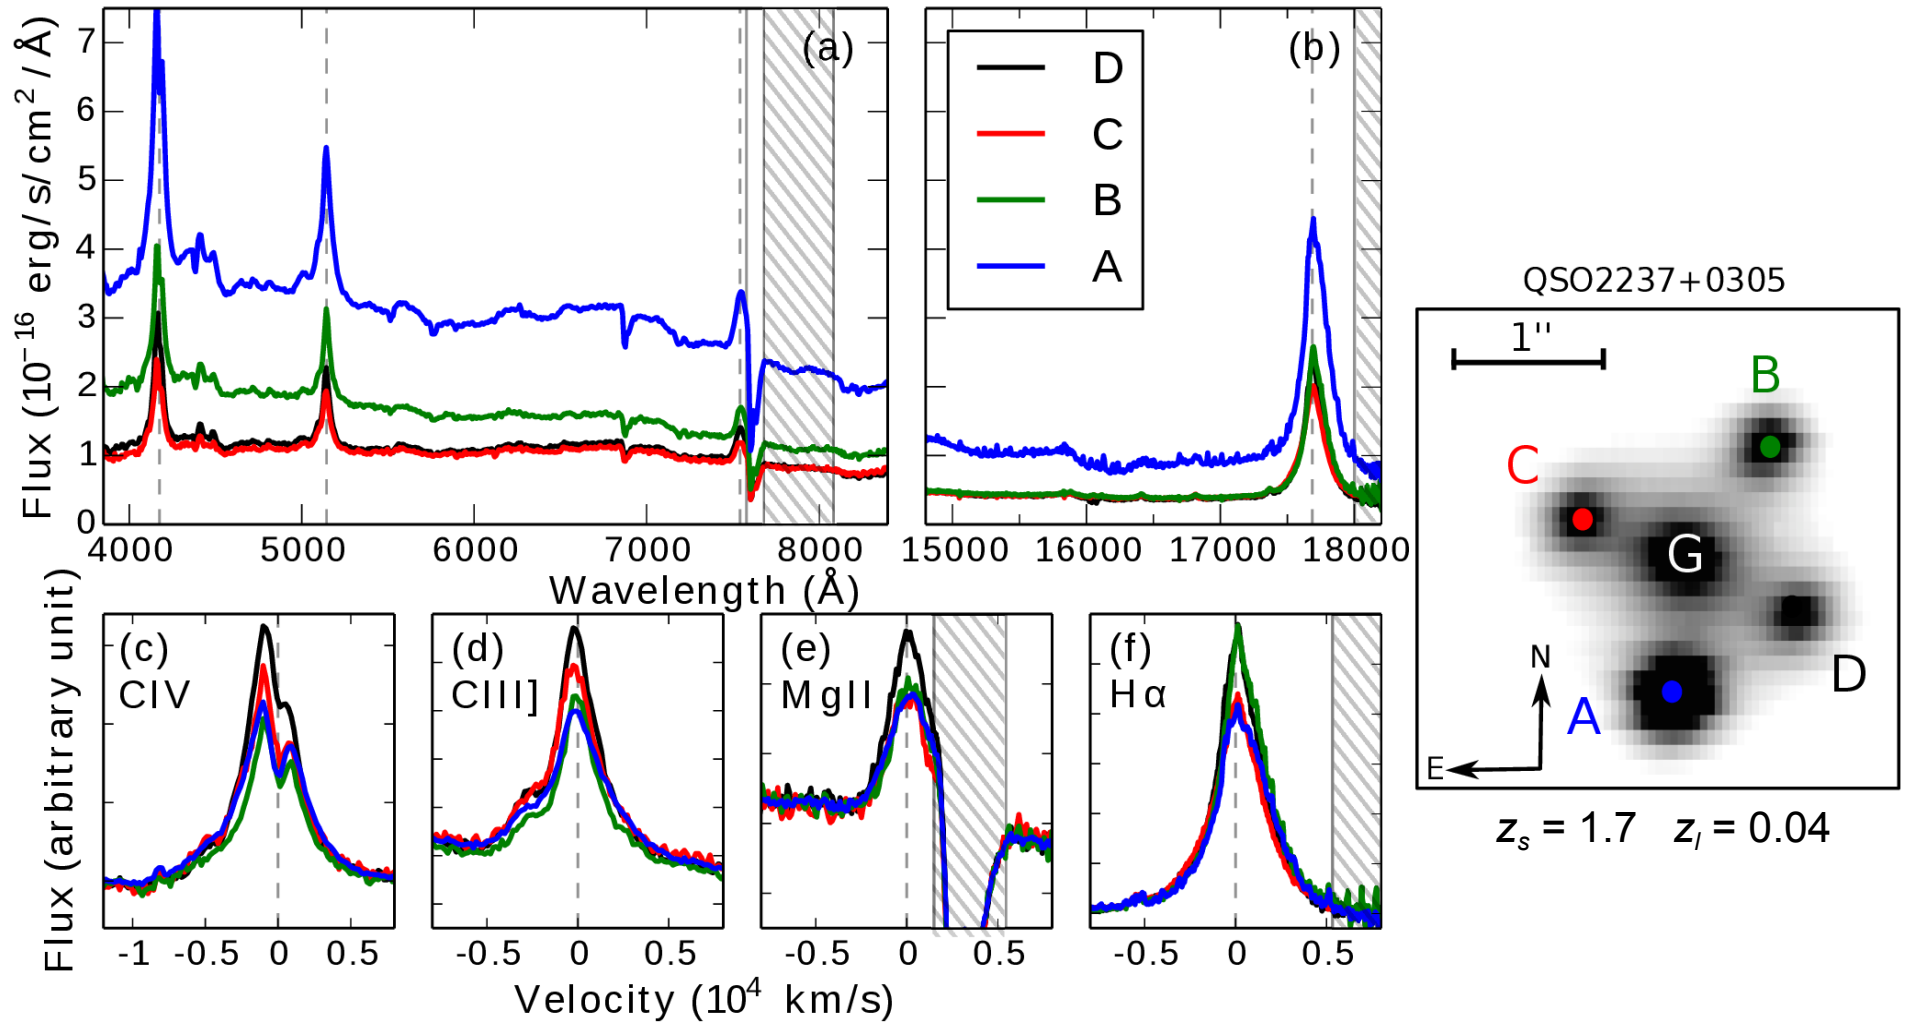 Flux (10⁻¹⁶ erg/s/cm²/Å)
7
6
5
4
3
2
1
0
(a)
4000 5000 6000 7000 8000
D
C
B
A
(b)
15000 16000 17000 18000
Wavelength (Å)
Flux (arbitrary unit)
(c)
CIV
-1 -0.5 0 0.5
(d)
CIII]
-0.5 0 0.5
(e)
MgII
-0.5 0 0.5
(f)
Hα
-0.5 0 0.5
Velocity (10⁴ km/s)
QSO2237+0305
1''
B
C
G
N
D
A
E
zₛ = 1.7 zₗ = 0.04